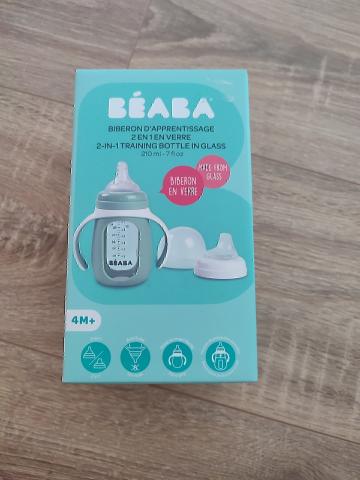 BÉABA
BIBERON D'APPRENTISSAGE
2 EN 1 EN VERRE
2-IN-1 TRAINING BOTTLE IN GLASS
210 ml - 7 fl oz
MADE FROM
GLASS
BIBERON
EN VERRE
BÉABA
4M+